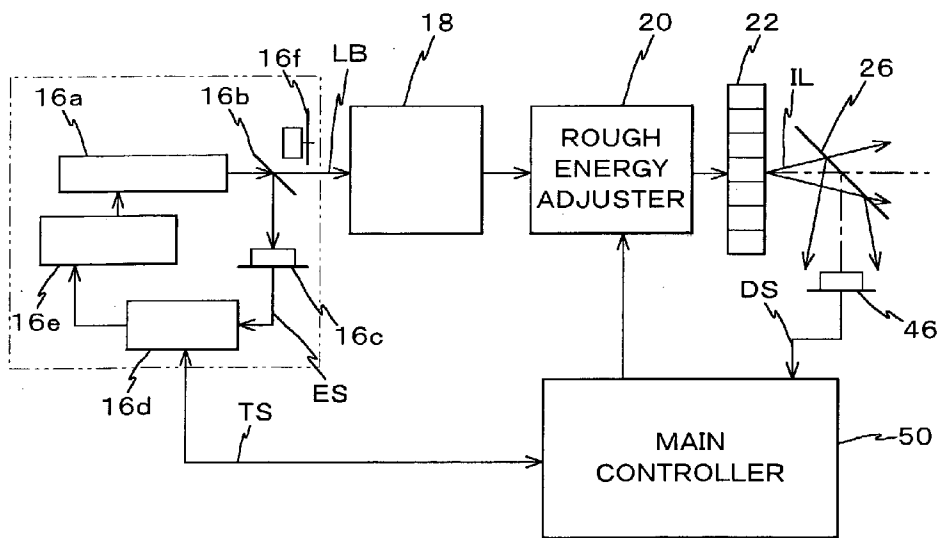 18
20
22
16f
LB
26
16a
16b
IL
ROUGH
ENERGY
ADJUSTER
16e
16c
DS
46
16d
ES
TS
MAIN
CONTROLLER
50